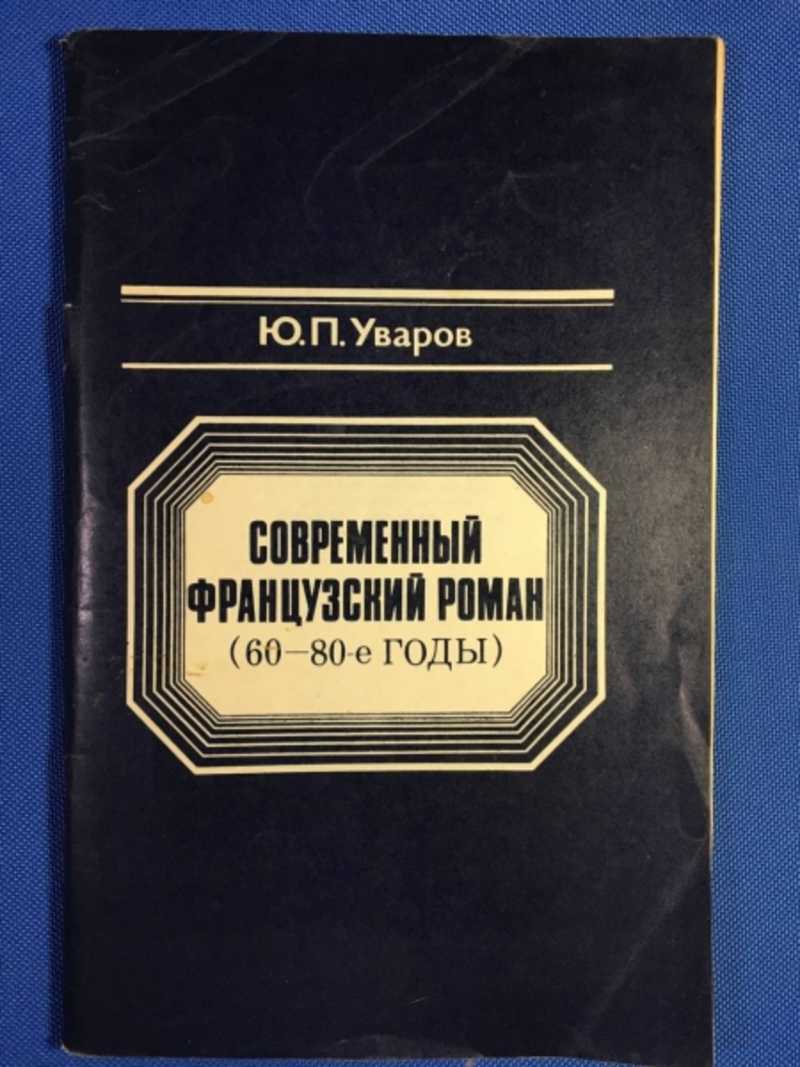 Ю.П. Уваров
СОВРЕМЕННЫЙ
ФРАНЦУЗСКИЙ РОМАН
(60—80-е ГОДЫ)